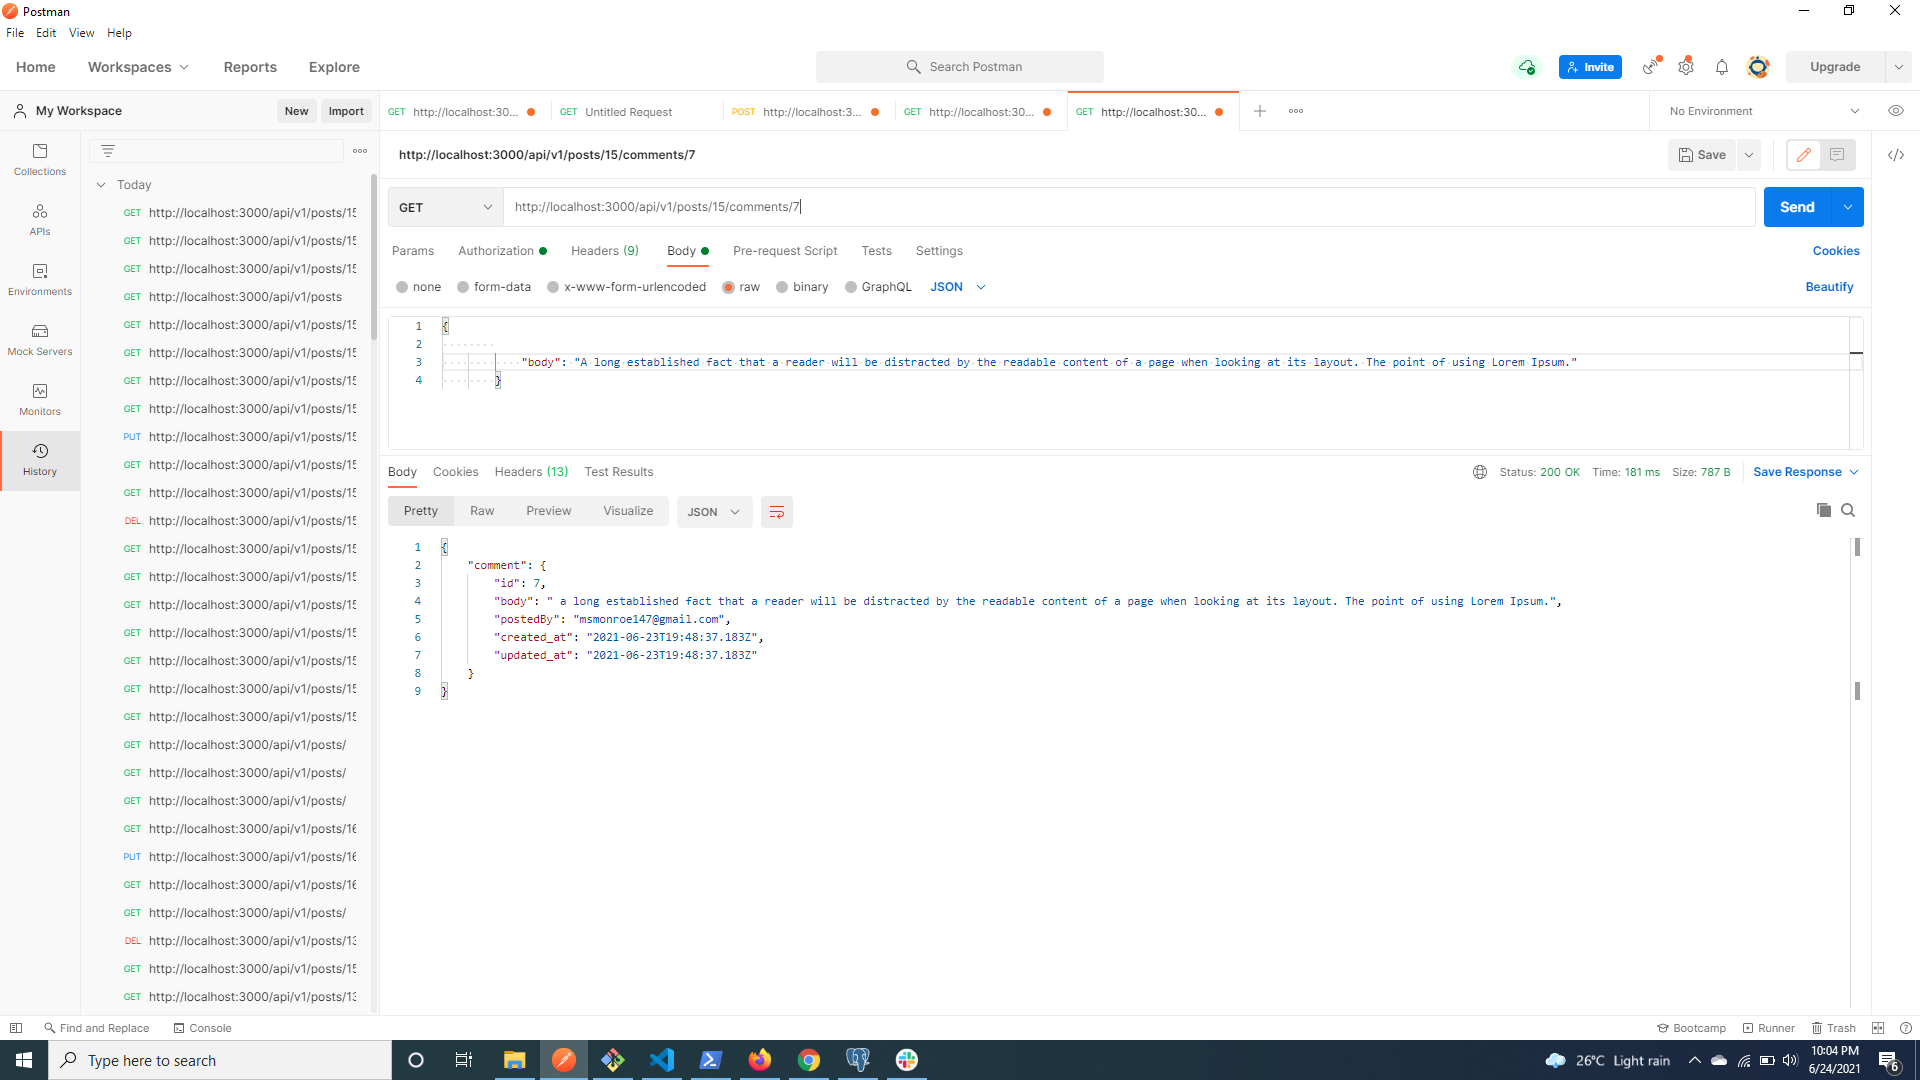 Postman
File Edit View Help
Home Workspaces Reports Explore
Search Postman
Invite
Upgrade
My Workspace
New Import
GET http://localhost:30...
GET Untitled Request
POST http://localhost:3...
GET http://localhost:30...
GET http://localhost:30...
No Environment
Collections
APIs
Environments
Mock Servers
Monitors
History
Today
GET http://localhost:3000/api/v1/posts/15
GET http://localhost:3000/api/v1/posts/15
GET http://localhost:3000/api/v1/posts/15
GET http://localhost:3000/api/v1/posts
GET http://localhost:3000/api/v1/posts/15
GET http://localhost:3000/api/v1/posts/15
GET http://localhost:3000/api/v1/posts/15
GET http://localhost:3000/api/v1/posts/15
PUT http://localhost:3000/api/v1/posts/15
GET http://localhost:3000/api/v1/posts/15
GET http://localhost:3000/api/v1/posts/15
DEL http://localhost:3000/api/v1/posts/15
GET http://localhost:3000/api/v1/posts/15
GET http://localhost:3000/api/v1/posts/15
GET http://localhost:3000/api/v1/posts/15
GET http://localhost:3000/api/v1/posts/15
GET http://localhost:3000/api/v1/posts/15
GET http://localhost:3000/api/v1/posts/15
GET http://localhost:3000/api/v1/posts/15
GET http://localhost:3000/api/v1/posts/
GET http://localhost:3000/api/v1/posts/
GET http://localhost:3000/api/v1/posts/
GET http://localhost:3000/api/v1/posts/16
PUT http://localhost:3000/api/v1/posts/16
GET http://localhost:3000/api/v1/posts/16
GET http://localhost:3000/api/v1/posts/
DEL http://localhost:3000/api/v1/posts/13
GET http://localhost:3000/api/v1/posts/15
GET http://localhost:3000/api/v1/posts/13
http://localhost:3000/api/v1/posts/15/comments/7
Save
GET http://localhost:3000/api/v1/posts/15/comments/7
Send
Params Authorization Headers (9) Body Pre-request Script Tests Settings
Cookies
none form-data x-www-form-urlencoded raw binary GraphQL JSON
Beautify
1 {
2
3 "body": "A long established fact that a reader will be distracted by the readable content of a page when looking at its layout. The point of using Lorem Ipsum."
4 }
Body Cookies Headers (13) Test Results
Status: 200 OK Time: 181 ms Size: 787 B Save Response
Pretty Raw Preview Visualize JSON
1 {
2 "comment": {
3 "id": 7,
4 "body": " a long established fact that a reader will be distracted by the readable content of a page when looking at its layout. The point of using Lorem Ipsum.",
5 "postedBy": "msmonroe147@gmail.com",
6 "created_at": "2021-06-23T19:48:37.183Z",
7 "updated_at": "2021-06-23T19:48:37.183Z"
8 }
9 }
Find and Replace Console
Bootcamp Runner Trash
Type here to search
26°C Light rain
10:04 PM
6/24/2021
6